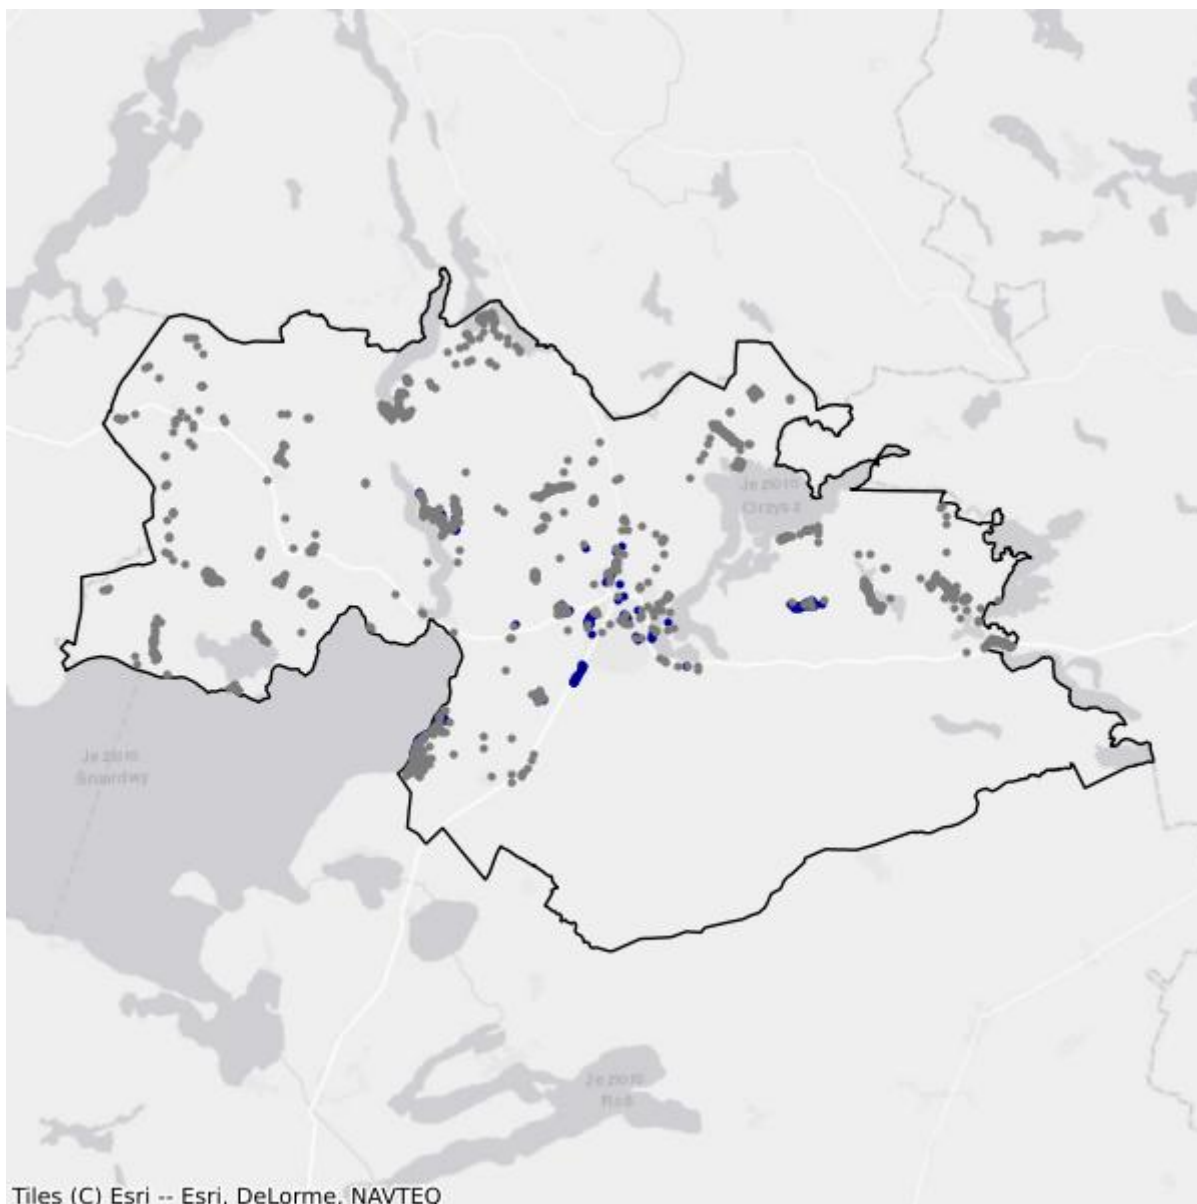 Jezioro
Orzysz
Jezioro
Śniardwy
Jezioro
Roś
Tiles (C) Esri -- Esri, DeLorme, NAVTEQ